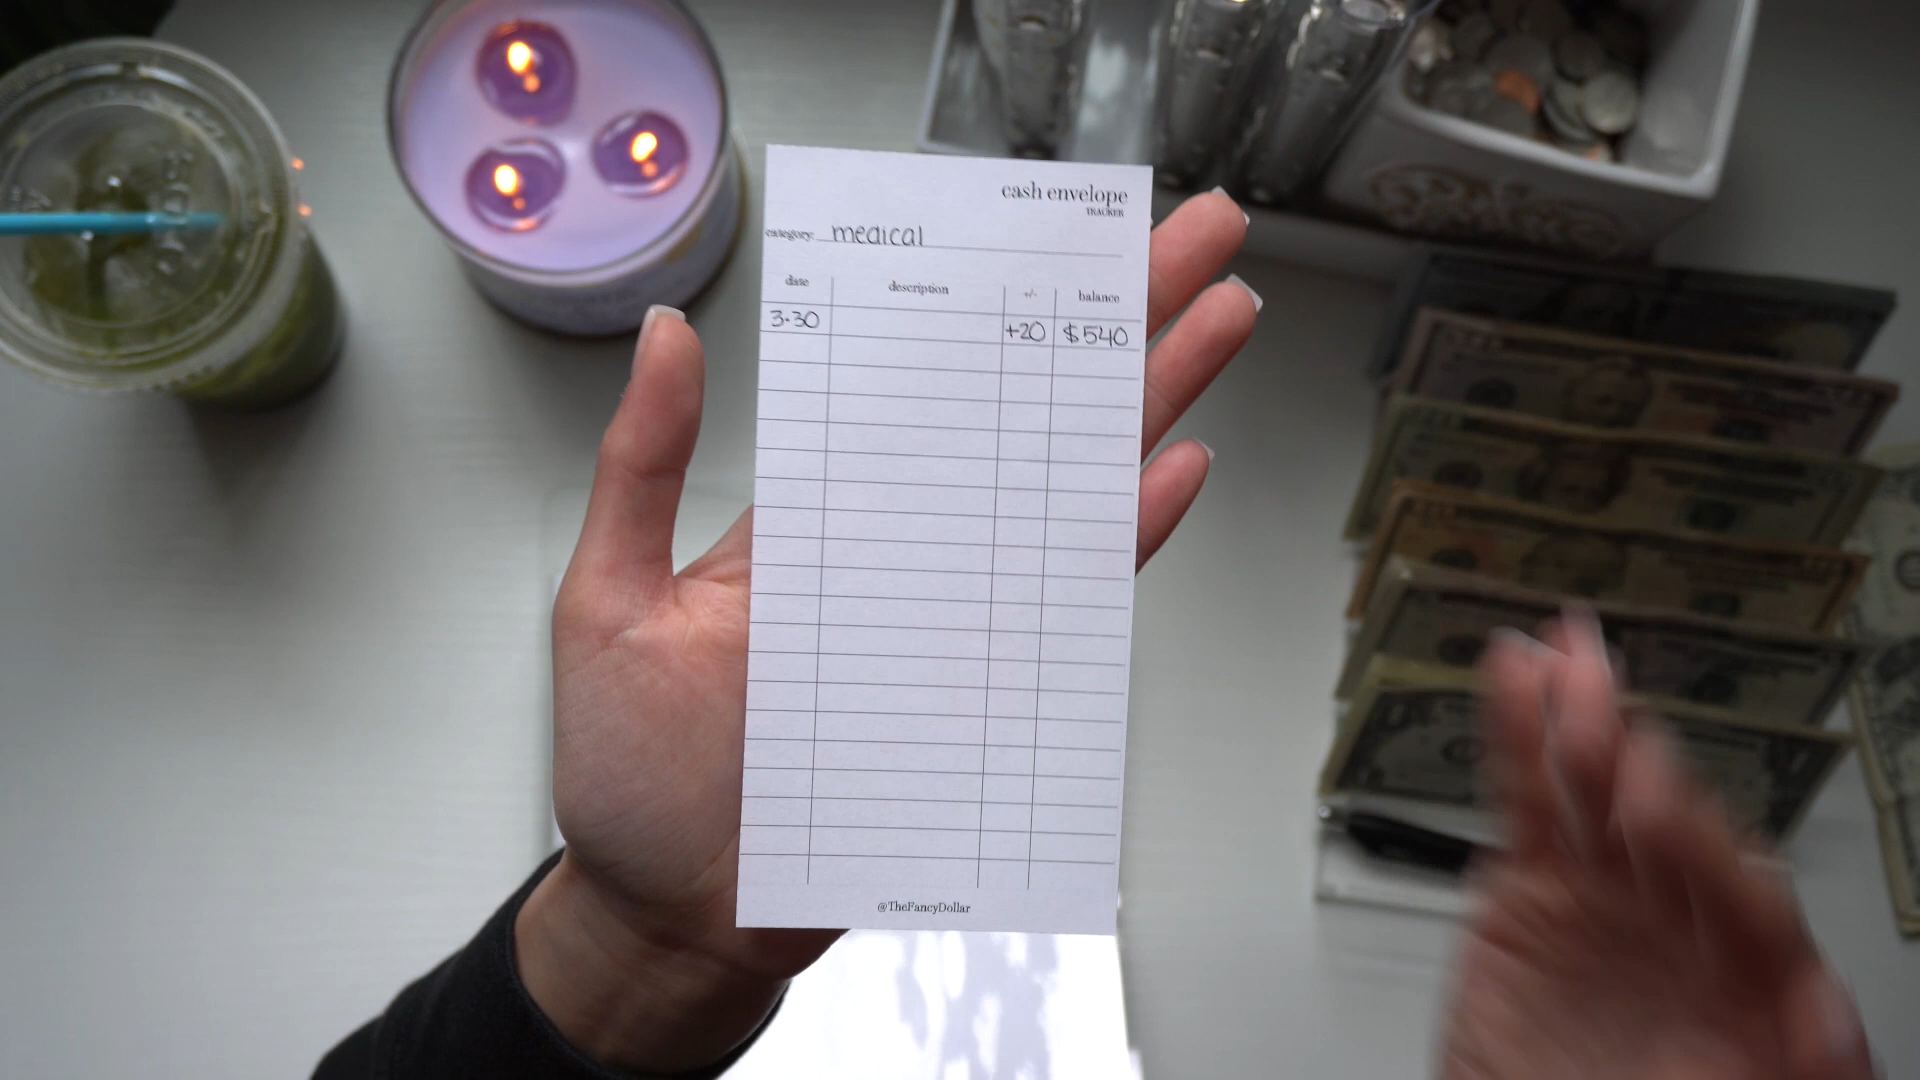 cash envelope
TRACKER
category: medical
date description +/- balance
3.30 +20 $540
@TheFancyDollar